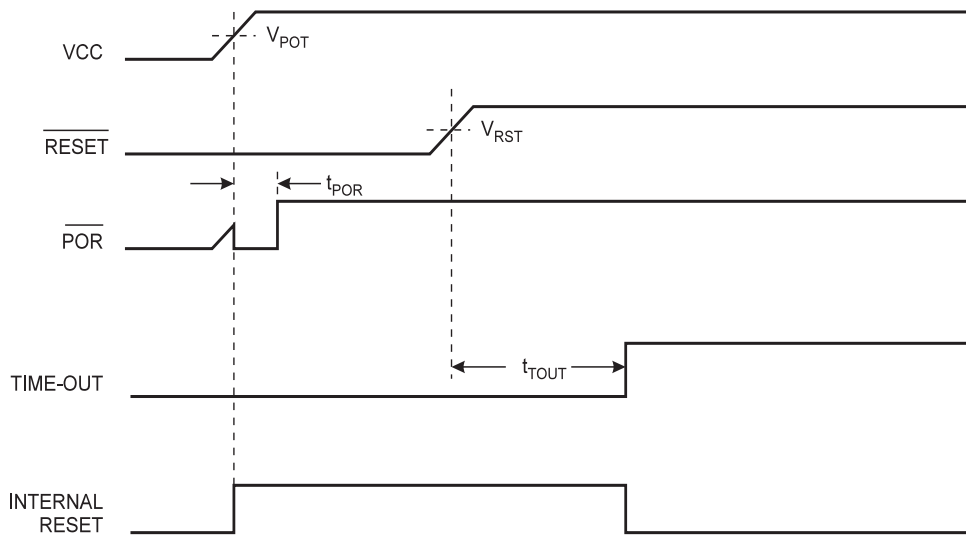 VCC
V_POT
RESET
V_RST
t_POR
POR
TIME-OUT
t_TOUT
INTERNAL
RESET